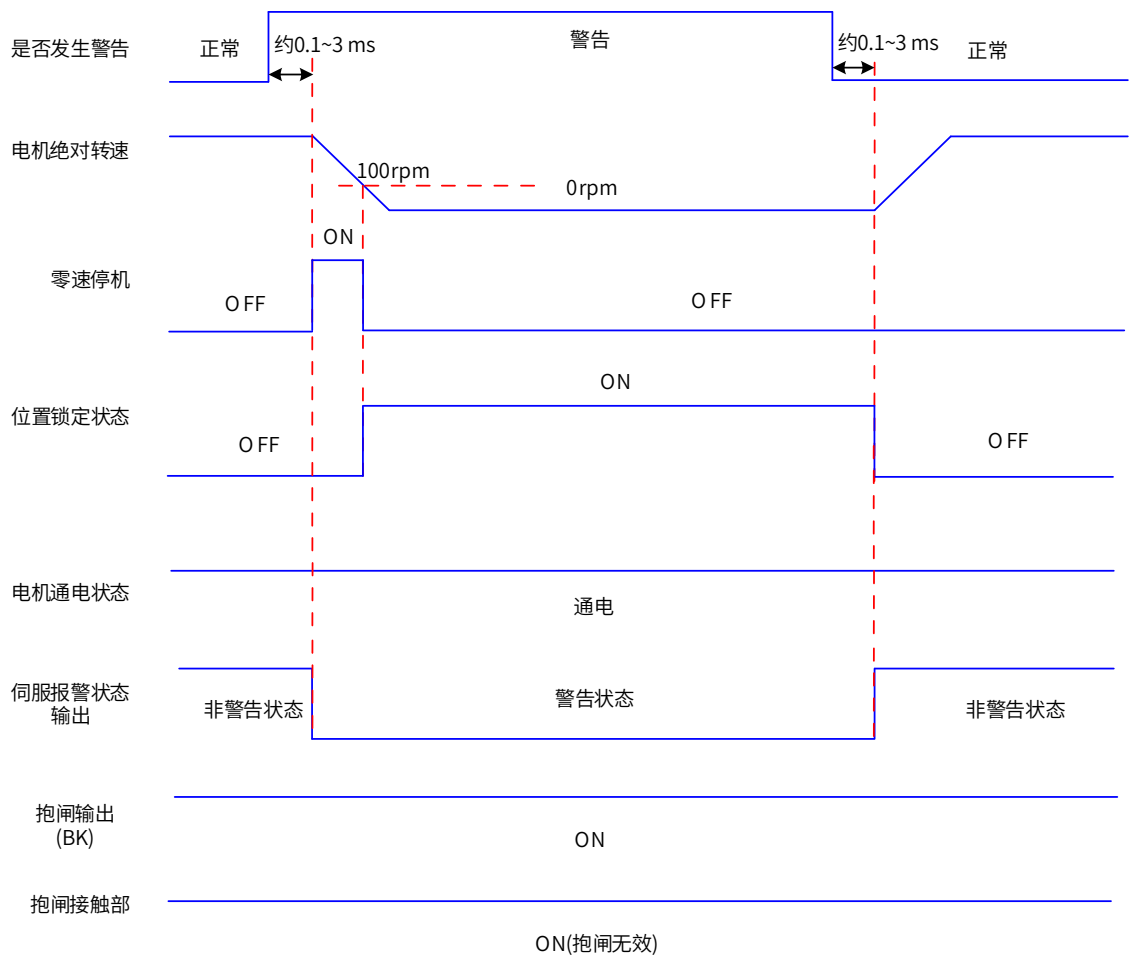 是否发生警告
正常
约0.1~3 ms
警告
约0.1~3 ms
正常
电机绝对转速
100rpm
0rpm
零速停机
ON
OFF
OFF
位置锁定状态
ON
OFF
OFF
电机通电状态
通电
伺服报警状态
输出
非警告状态
警告状态
非警告状态
抱闸输出
(BK)
ON
抱闸接触部
ON(抱闸无效)